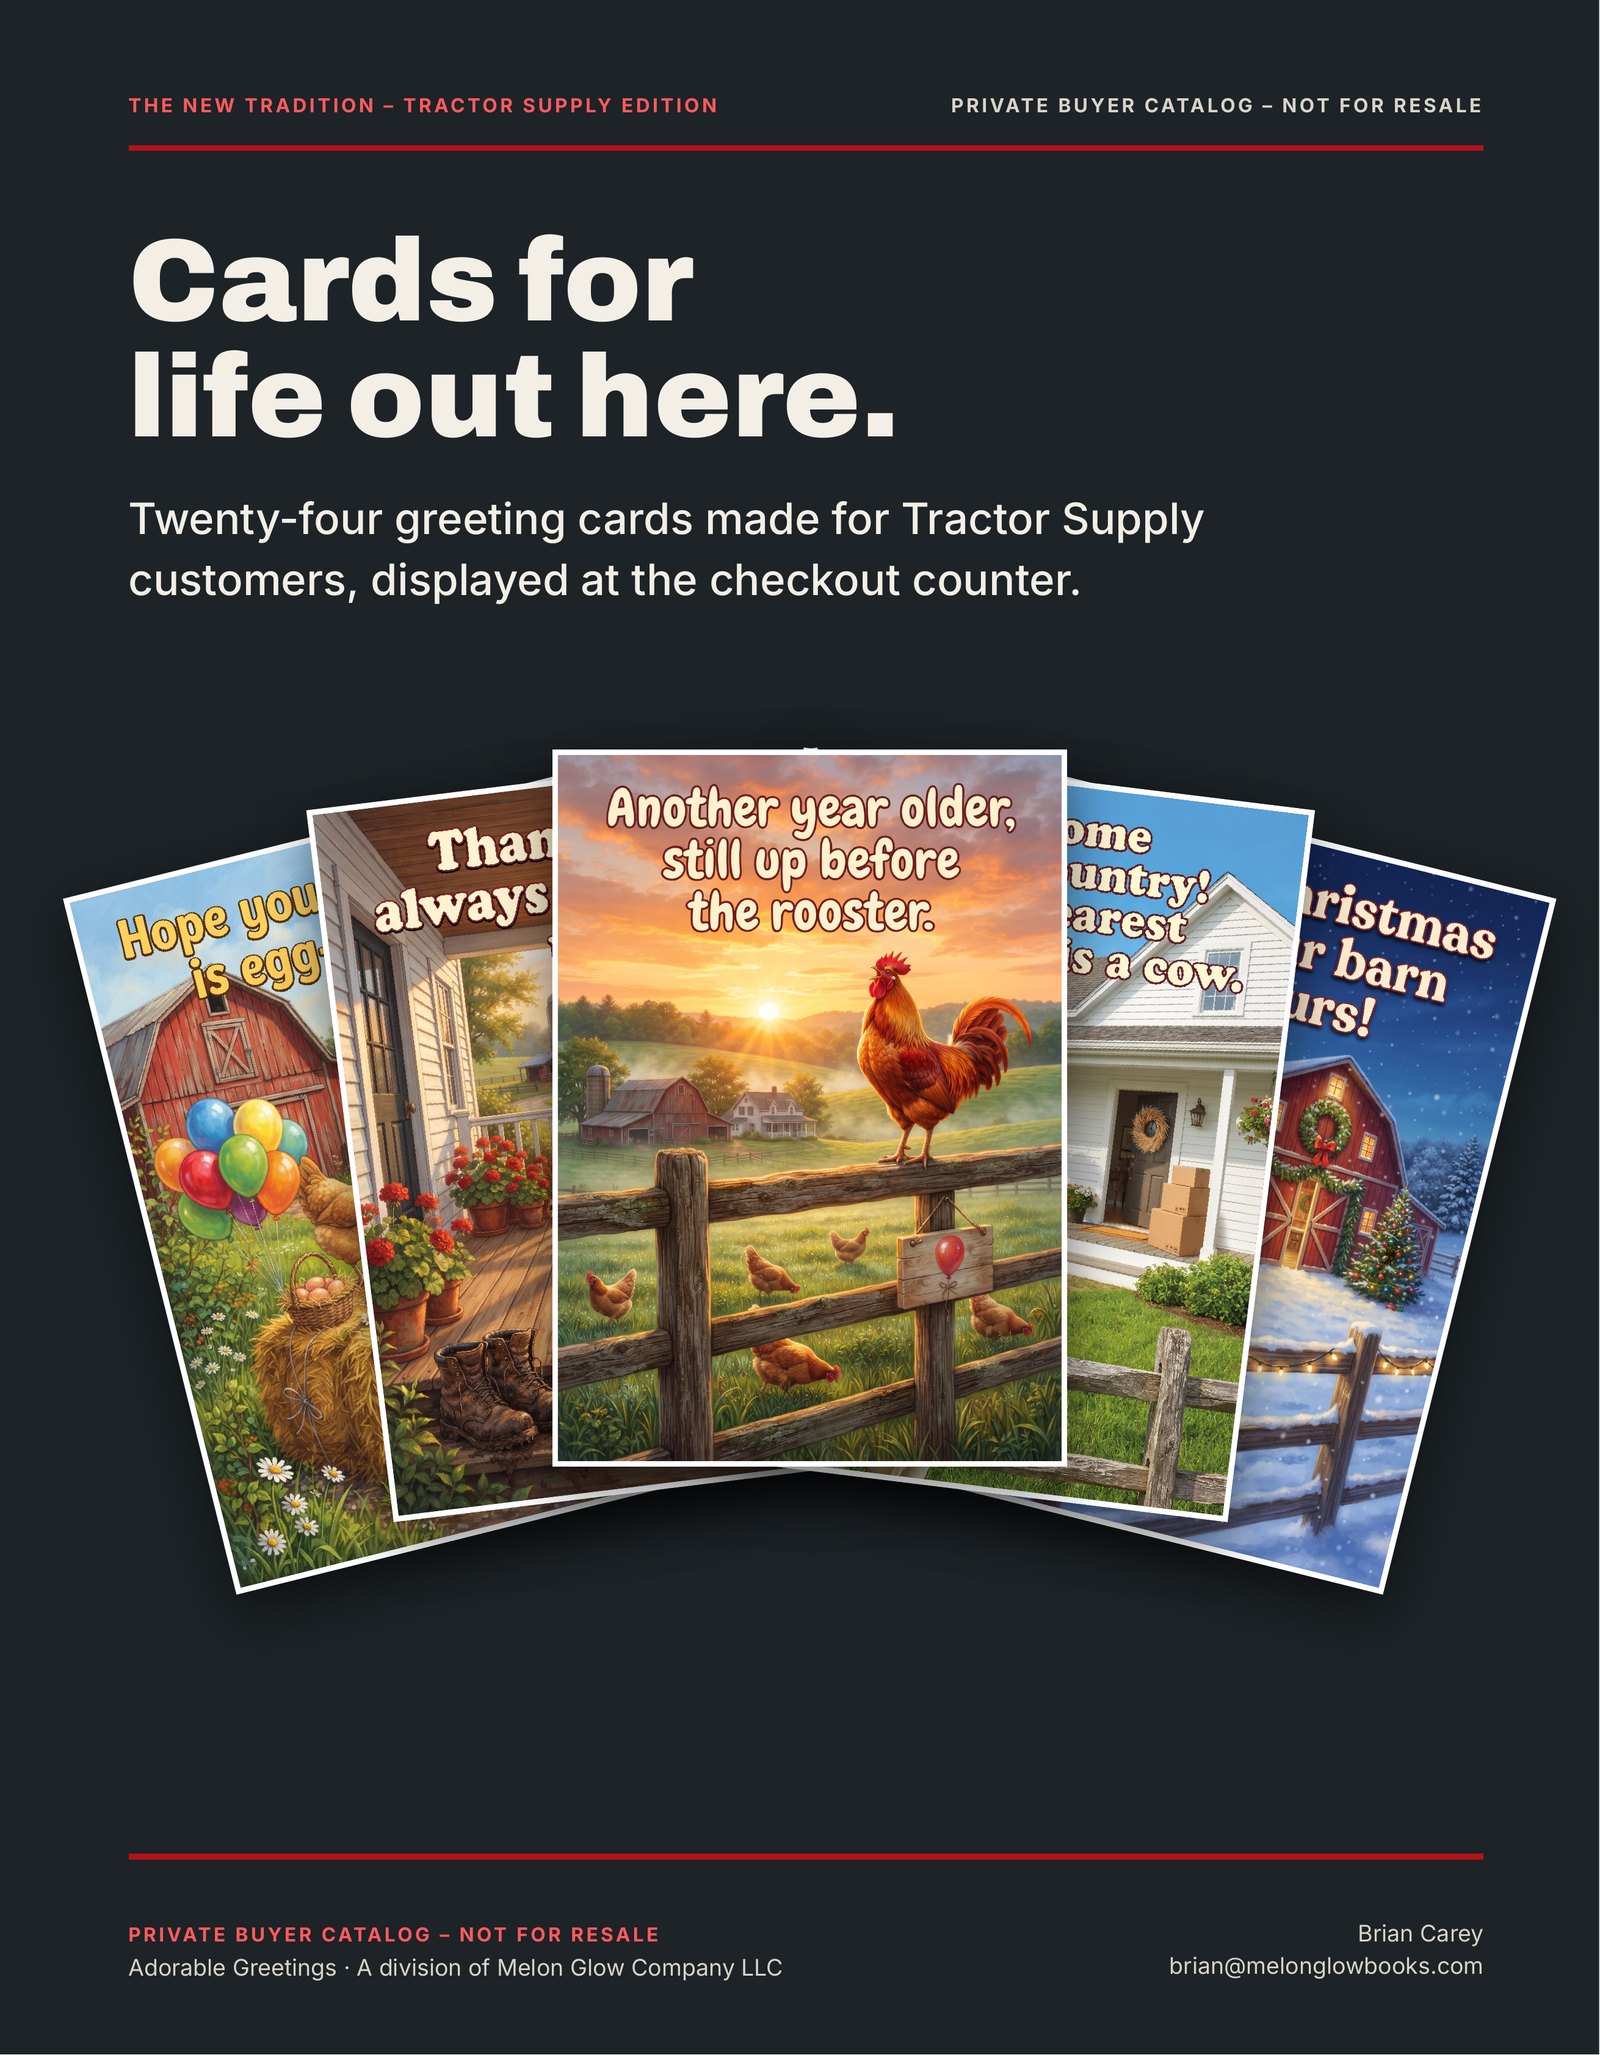 THE NEW TRADITION – TRACTOR SUPPLY EDITION
PRIVATE BUYER CATALOG – NOT FOR RESALE
Cards for
life out here.
Twenty-four greeting cards made for Tractor Supply
customers, displayed at the checkout counter.
Hope you
is egg-
Than
always
Another year older,
still up before
the rooster.
ome
untry!
earest
is a cow.
hristmas
r barn
urs!
PRIVATE BUYER CATALOG – NOT FOR RESALE
Adorable Greetings · A division of Melon Glow Company LLC
Brian Carey
brian@melonglowbooks.com